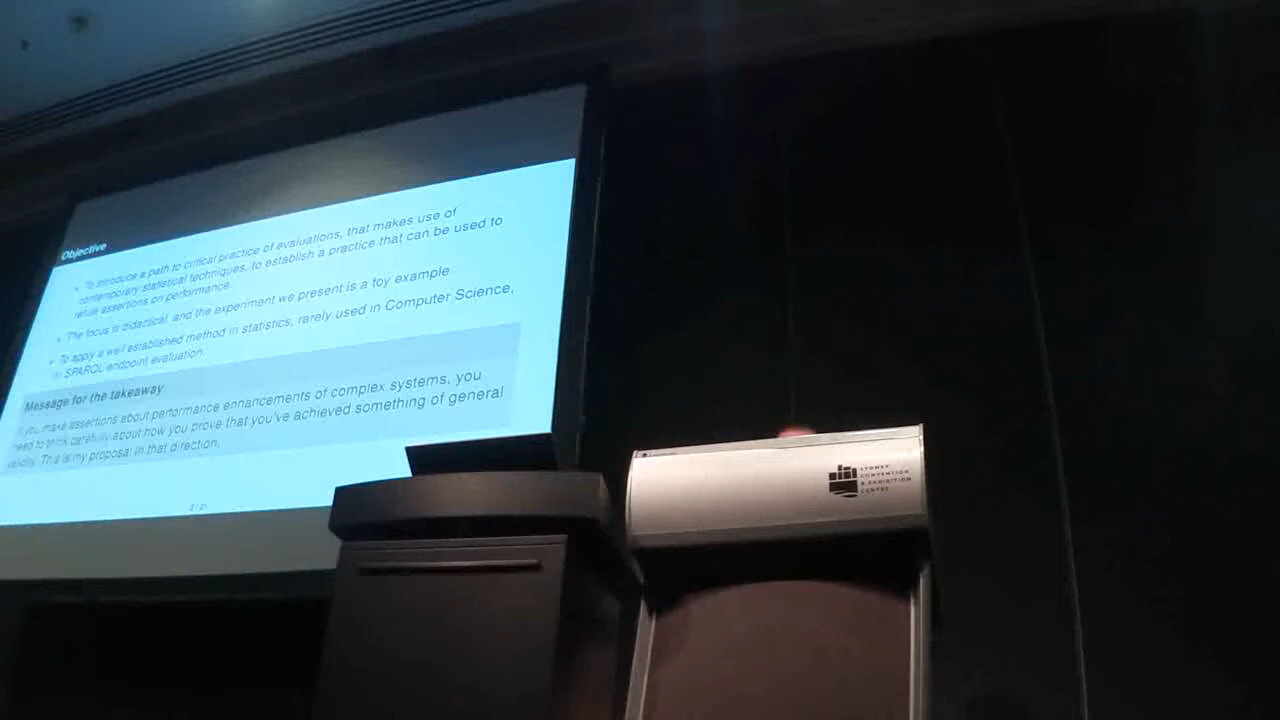 Objective
To introduce a path to critical practice of evaluations, that makes use of
contemporary statistical techniques, to establish a practice that can be used to
refute assertions on performance.
The focus is didactical, and the experiment we present is a toy example
To apply a well established method in statistics, rarely used in Computer Science,
to SPARQL endpoint evaluation.
Message for the takeaway
If you make assertions about performance enhancements of complex systems, you
need to think carefully about how you prove that you've achieved something of general
validity. This is my proposal in that direction.
SYDNEY
CONVENTION
& EXHIBITION
CENTRE